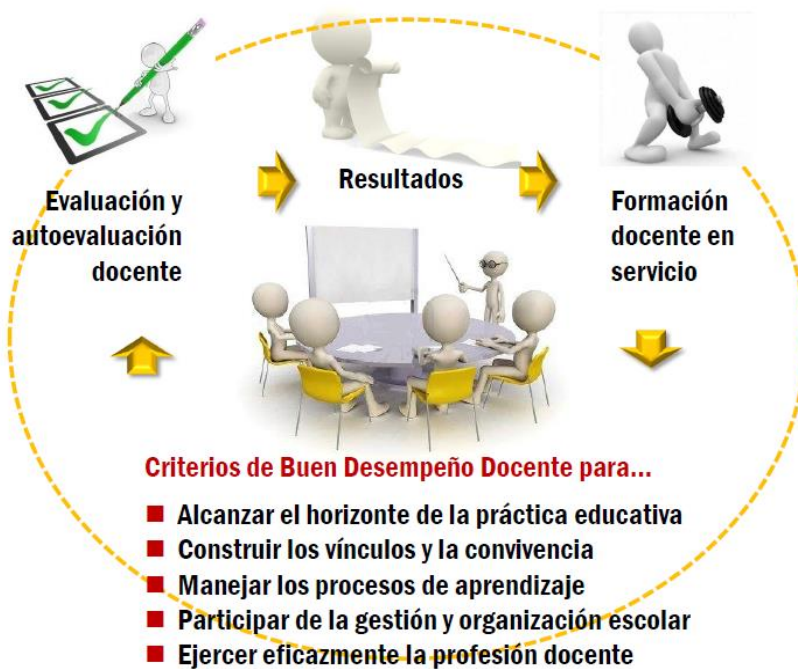 Evaluación y
autoevaluación
docente
Resultados
Formación
docente en
servicio
Criterios de Buen Desempeño Docente para...
Alcanzar el horizonte de la práctica educativa
Construir los vínculos y la convivencia
Manejar los procesos de aprendizaje
Participar de la gestión y organización escolar
Ejercer eficazmente la profesión docente